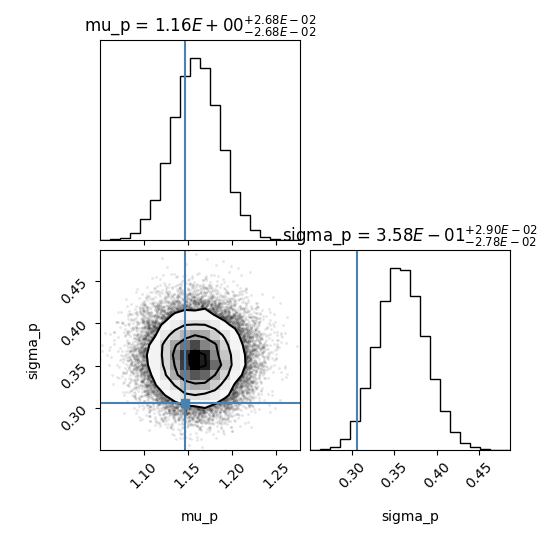 mu_p = 1.16E + 00+2.68E − 02 −2.68E − 02
sigma_p = 3.58E − 01+2.90E − 02 −2.78E − 02
0.45
0.40
0.35
0.30
sigma_p
1.10 1.15 1.20 1.25
0.30 0.35 0.40 0.45
mu_p
sigma_p